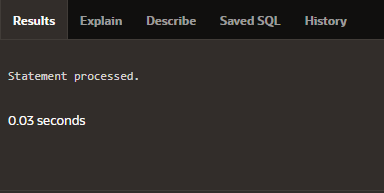 Results Explain Describe Saved SQL History
Statement processed.
0.03 seconds